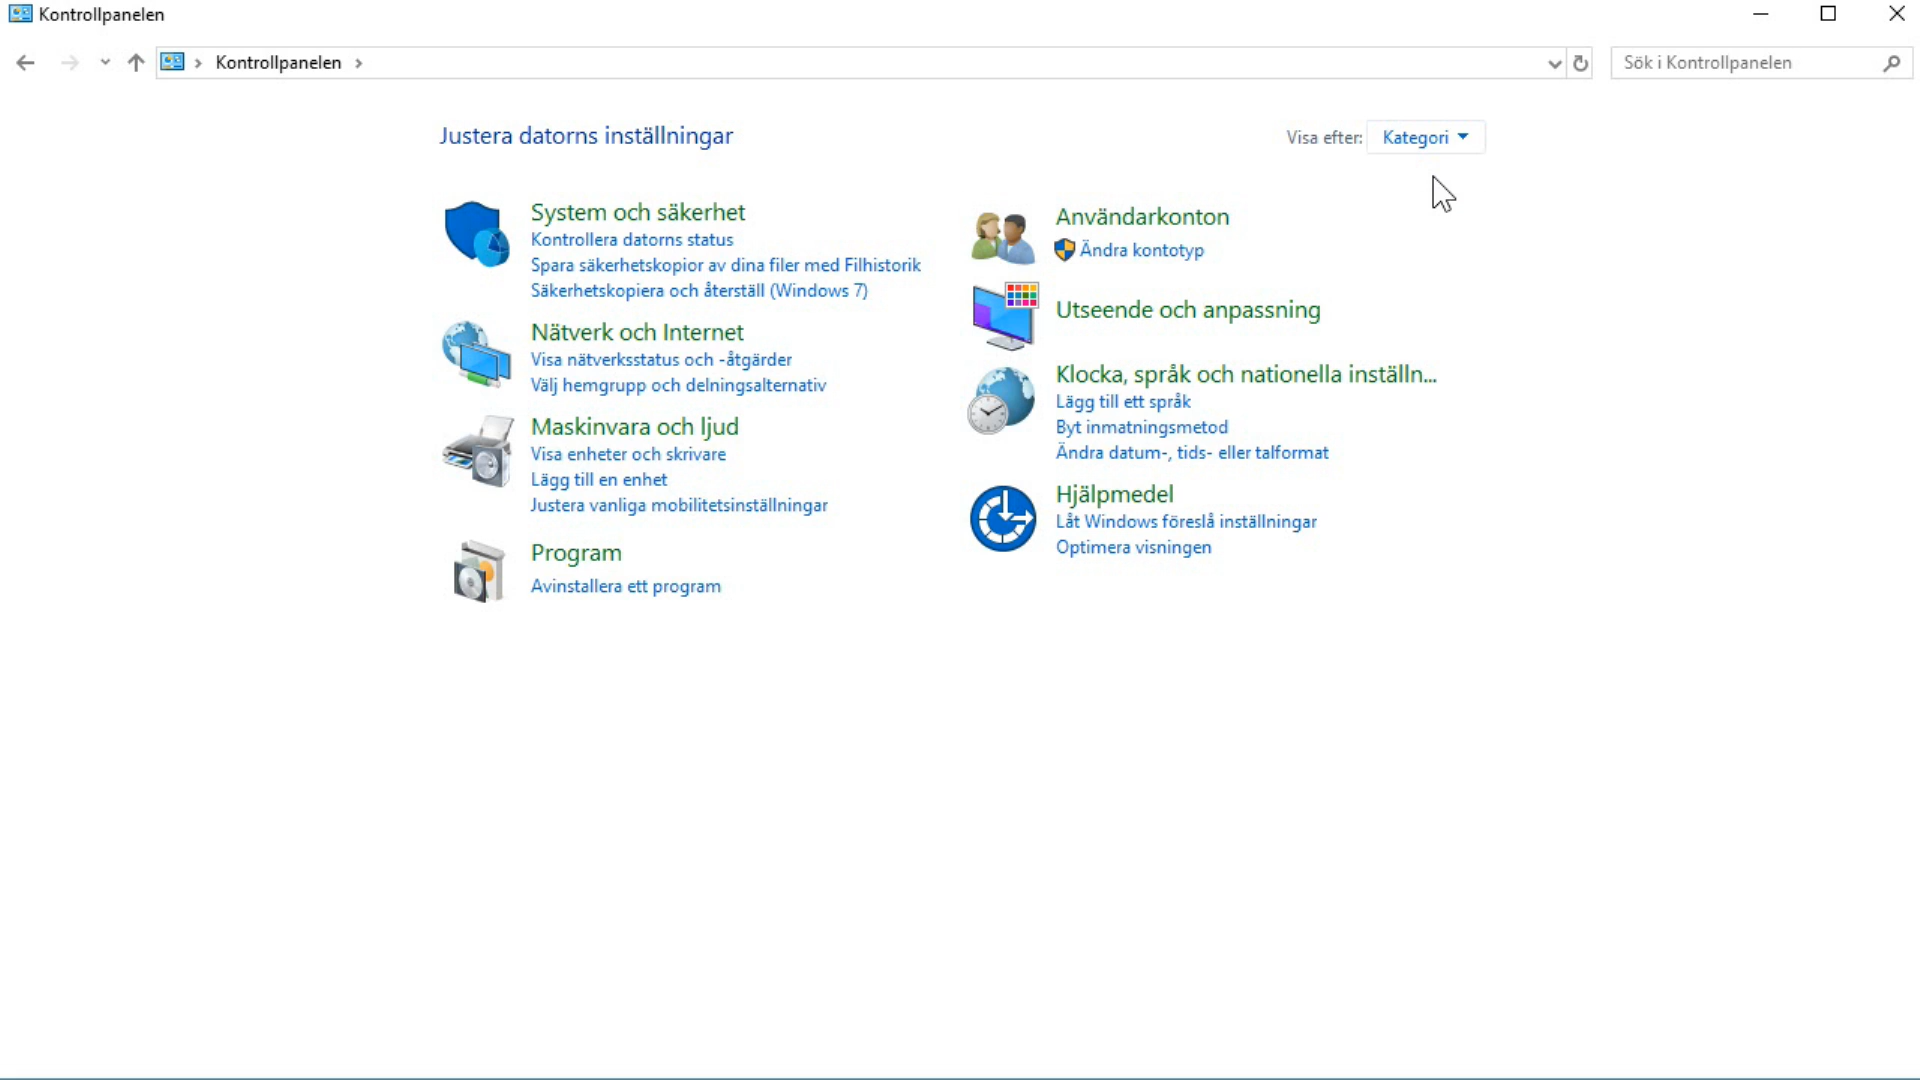 Kontrollpanelen
Kontrollpanelen
Sök i Kontrollpanelen
Justera datorns inställningar
Visa efter: Kategori
System och säkerhet
Kontrollera datorns status
Spara säkerhetskopior av dina filer med Filhistorik
Säkerhetskopiera och återställ (Windows 7)
Nätverk och Internet
Visa nätverksstatus och -åtgärder
Välj hemgrupp och delningsalternativ
Maskinvara och ljud
Visa enheter och skrivare
Lägg till en enhet
Justera vanliga mobilitetsinställningar
Program
Avinstallera ett program
Användarkonton
Ändra kontotyp
Utseende och anpassning
Klocka, språk och nationella inställn...
Lägg till ett språk
Byt inmatningsmetod
Ändra datum-, tids- eller talformat
Hjälpmedel
Låt Windows föreslå inställningar
Optimera visningen